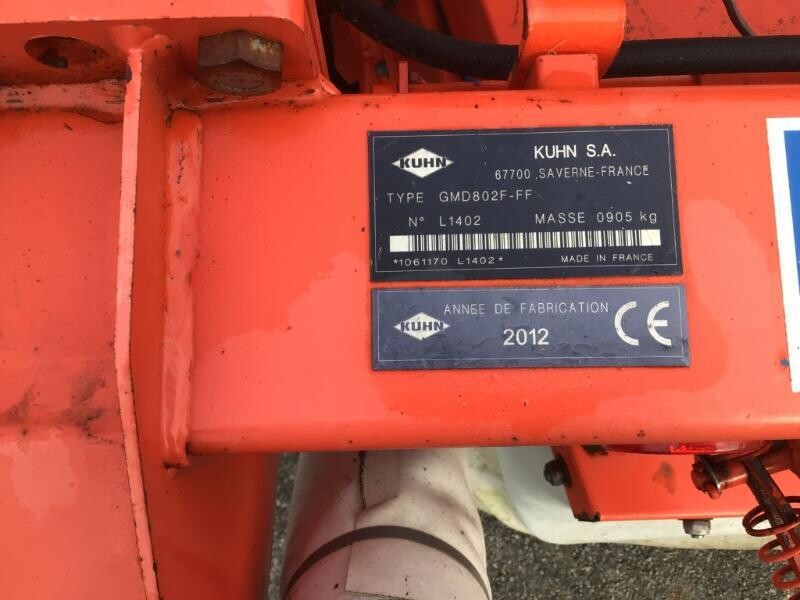 KUHN
KUHN S.A.
67700 ,SAVERNE-FRANCE
TYPE GMD802F-FF
N° L1402 MASSE 0905 kg
*1061170 L1402* MADE IN FRANCE
KUHN
ANNEE DE FABRICATION
2012
CE